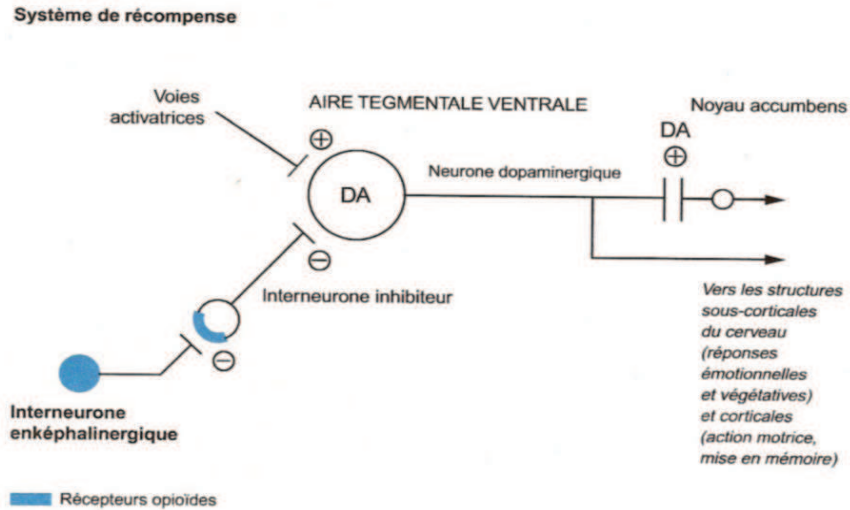 Système de récompense
Voies
activatrices
AIRE TEGMENTALE VENTRALE
Noyau accumbens
DA
+
+
Neurone dopaminergique
DA
−
Interneurone inhibiteur
−
Interneurone
enképhalinergique
Vers les structures
sous-corticales
du cerveau
(réponses
émotionnelles
et végétatives)
et corticales
(action motrice,
mise en mémoire)
Récepteurs opioïdes